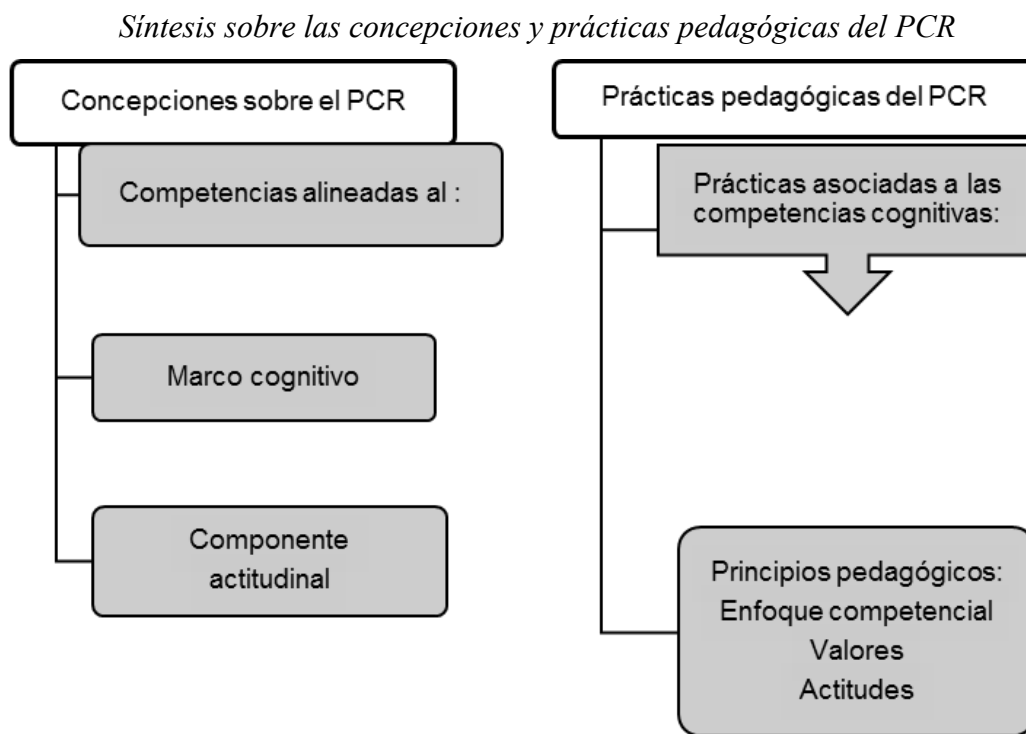 Síntesis sobre las concepciones y prácticas pedagógicas del PCR
Concepciones sobre el PCR
Competencias alineadas al :
Marco cognitivo
Componente
actitudinal
Prácticas pedagógicas del PCR
Prácticas asociadas a las
competencias cognitivas:
Principios pedagógicos:
Enfoque competencial
Valores
Actitudes